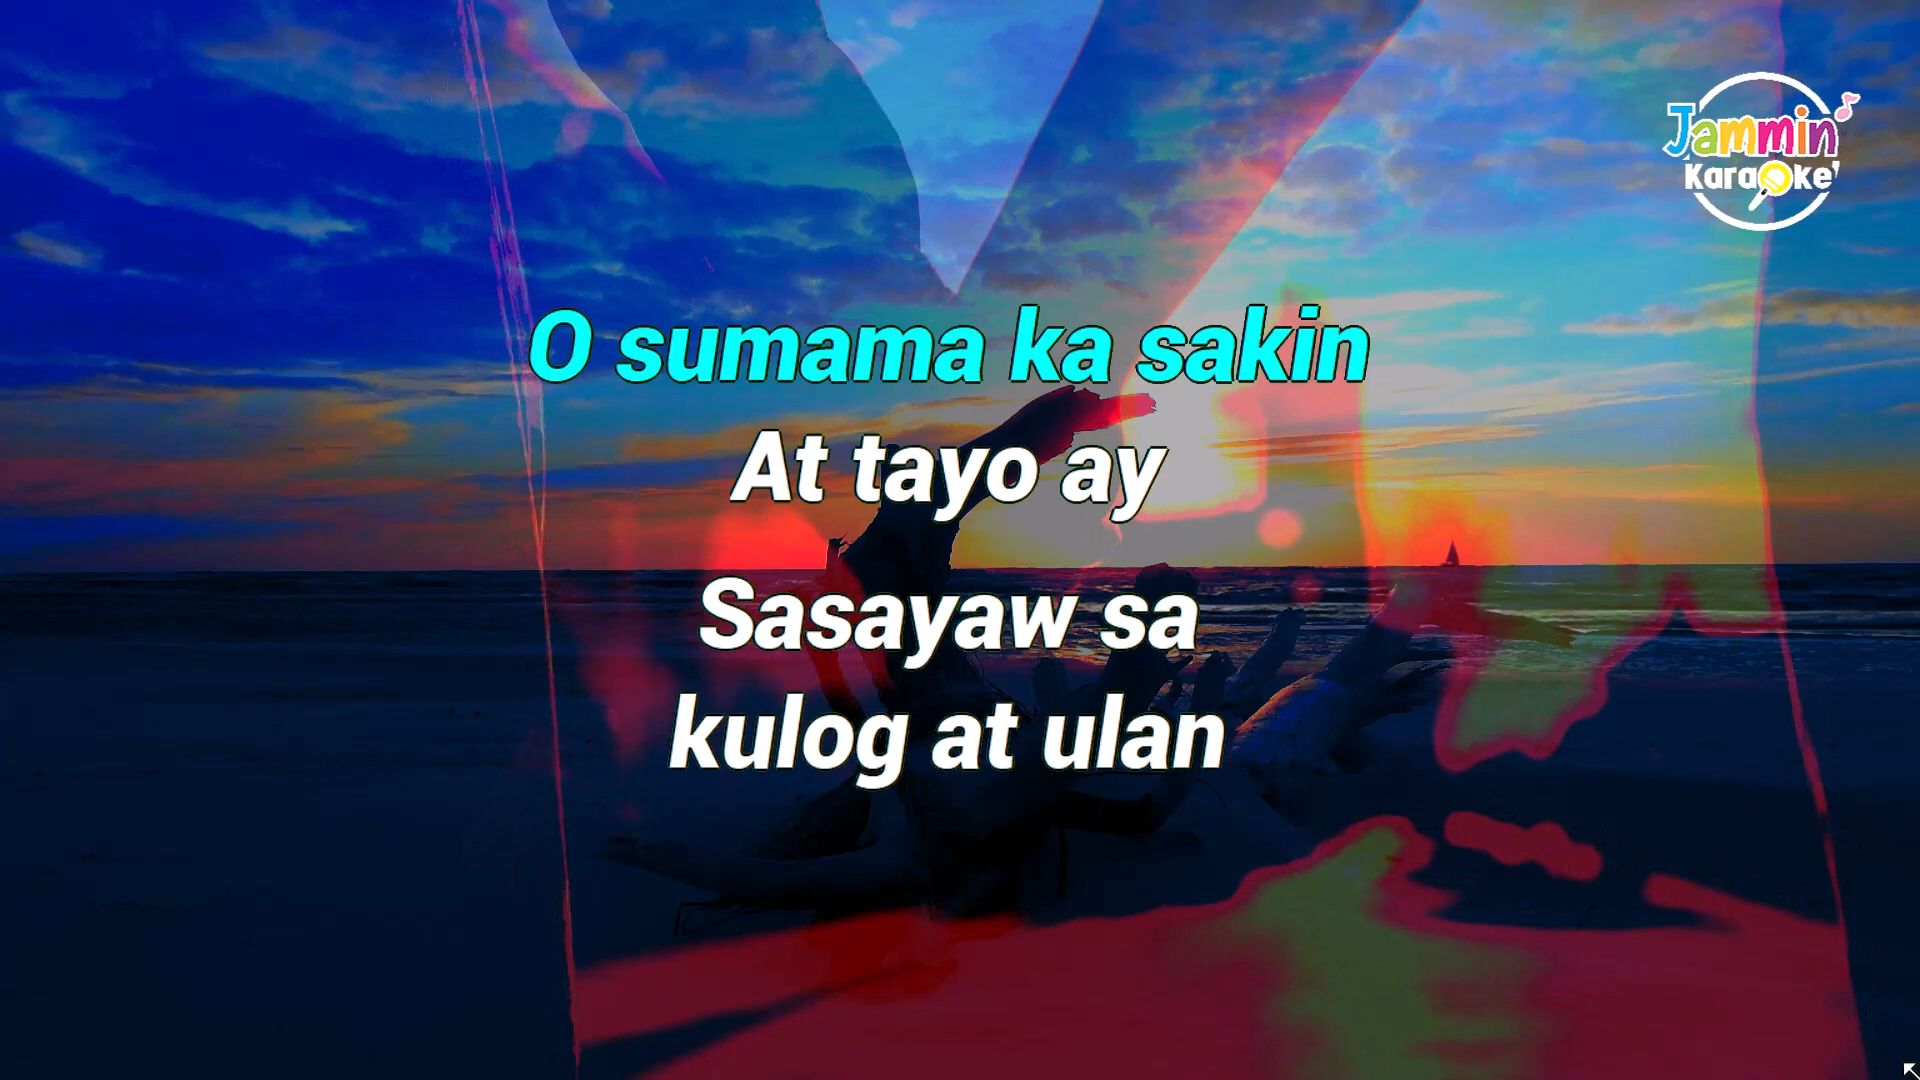 Jammin'
Karaoke
O sumama ka sakin
At tayo ay
Sasayaw sa
kulog at ulan